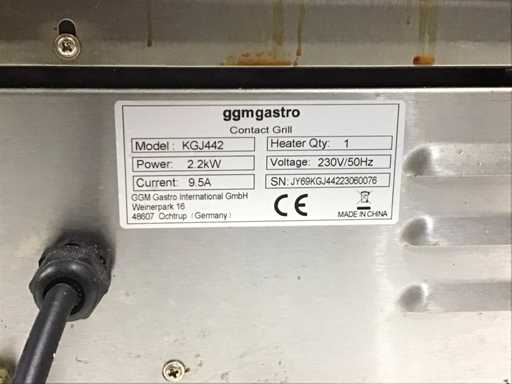 ggmgastro
Contact Grill
Model: KGJ442
Heater Qty: 1
Power: 2.2kW
Voltage: 230V/50Hz
Current: 9.5A
SN: JY69KGJ44223060076
GGM Gastro International GmbH
Weinerpark 16
48607 Ochtrup (Germany)
CE
MADE IN CHINA